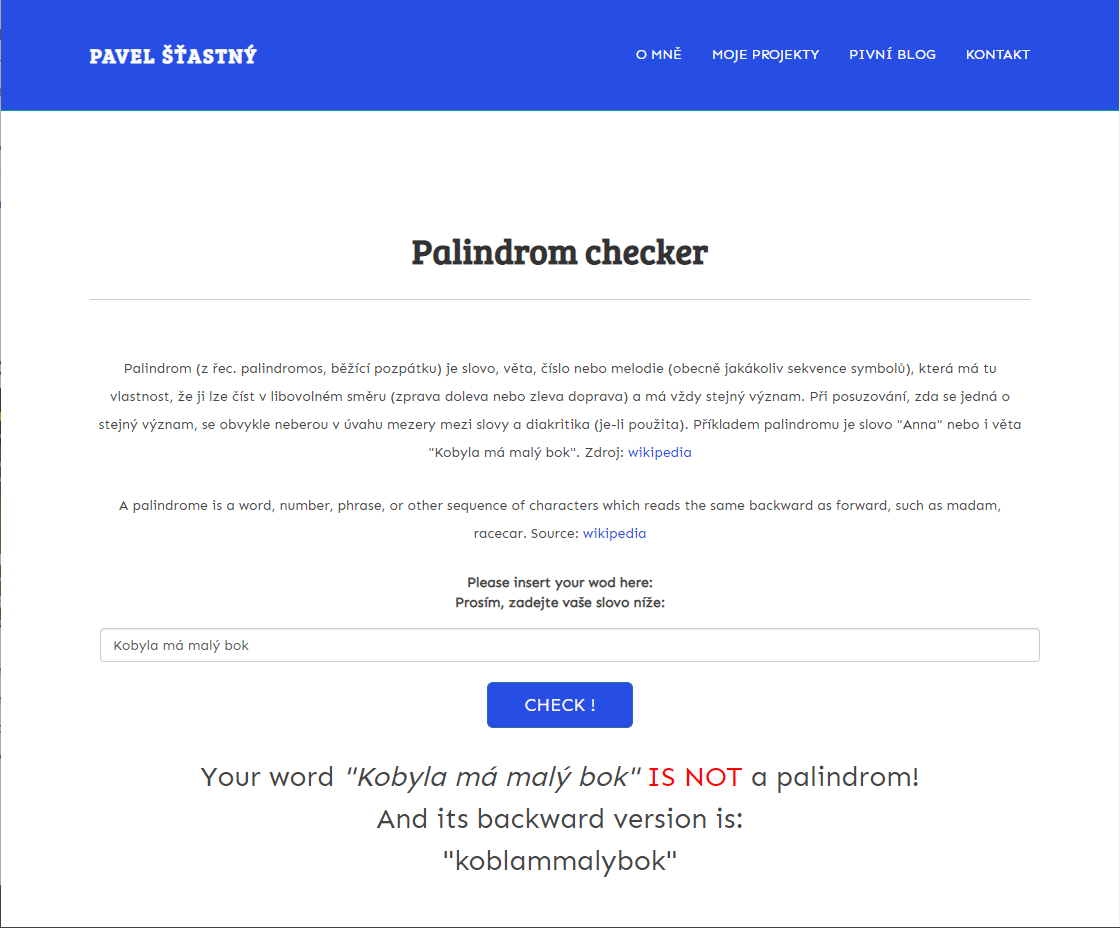 PAVEL ŠŤASTNÝ
O MNĚ MOJE PROJEKTY PIVNÍ BLOG KONTAKT
Palindrom checker
Palindrom (z řec. palindromos, běžící pozpátku) je slovo, věta, číslo nebo melodie (obecně jakákoliv sekvence symbolů), která má tu
vlastnost, že ji lze číst v libovolném směru (zprava doleva nebo zleva doprava) a má vždy stejný význam. Při posuzování, zda se jedná o
stejný význam, se obvykle neberou v úvahu mezery mezi slovy a diakritika (je-li použita). Příkladem palindromu je slovo "Anna" nebo i věta
"Kobyla má malý bok". Zdroj: wikipedia
A palindrome is a word, number, phrase, or other sequence of characters which reads the same backward as forward, such as madam,
racecar. Source: wikipedia
Please insert your wod here:
Prosím, zadejte vaše slovo níže:
Kobyla má malý bok
CHECK !
Your word "Kobyla má malý bok" IS NOT a palindrom!
And its backward version is:
"koblammalybok"